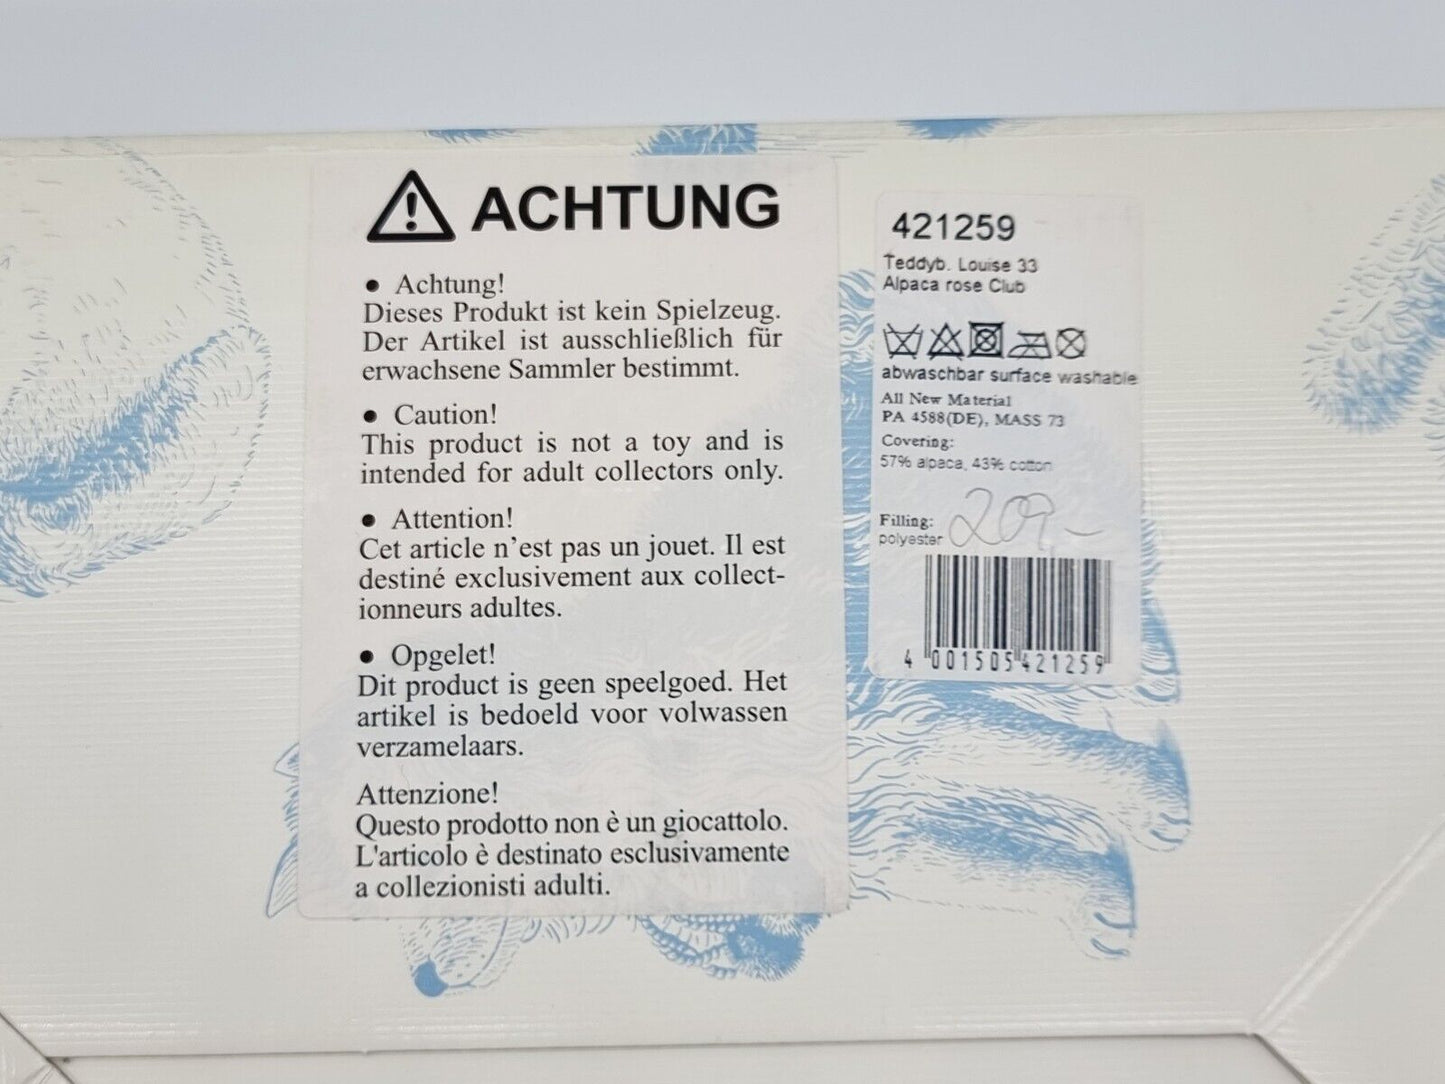 ACHTUNG
● Achtung!
Dieses Produkt ist kein Spielzeug.
Der Artikel ist ausschließlich für
erwachsene Sammler bestimmt.
● Caution!
This product is not a toy and is
intended for adult collectors only.
● Attention!
Cet article n'est pas un jouet. Il est
destiné exclusivement aux collect-
ionneurs adultes.
● Opgelet!
Dit product is geen speelgoed. Het
artikel is bedoeld voor volwassen
verzamelaars.
Attenzione!
Questo prodotto non è un giocattolo.
L'articolo è destinato esclusivamente
a collezionisti adulti.
421259
Teddyb. Louise 33
Alpaca rose Club
abwaschbar surface washable
All New Material
PA 4588(DE), MASS 73
Covering:
57% alpaca, 43% cotton
Filling:
polyester
209,-
4 001505 421259